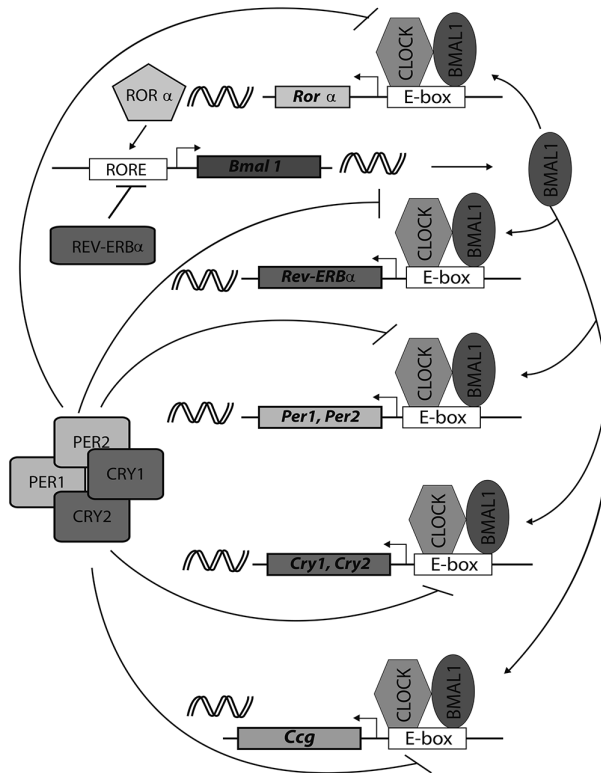 CLOCK
BMAL1
ROR α
Ror α
E-box
RORE
Bmal 1
BMAL1
REV-ERBα
CLOCK
BMAL1
Rev-ERBα
E-box
CLOCK
BMAL1
Per1, Per2
E-box
PER2
PER1
CRY1
CRY2
CLOCK
BMAL1
Cry1, Cry2
E-box
CLOCK
BMAL1
Ccg
E-box